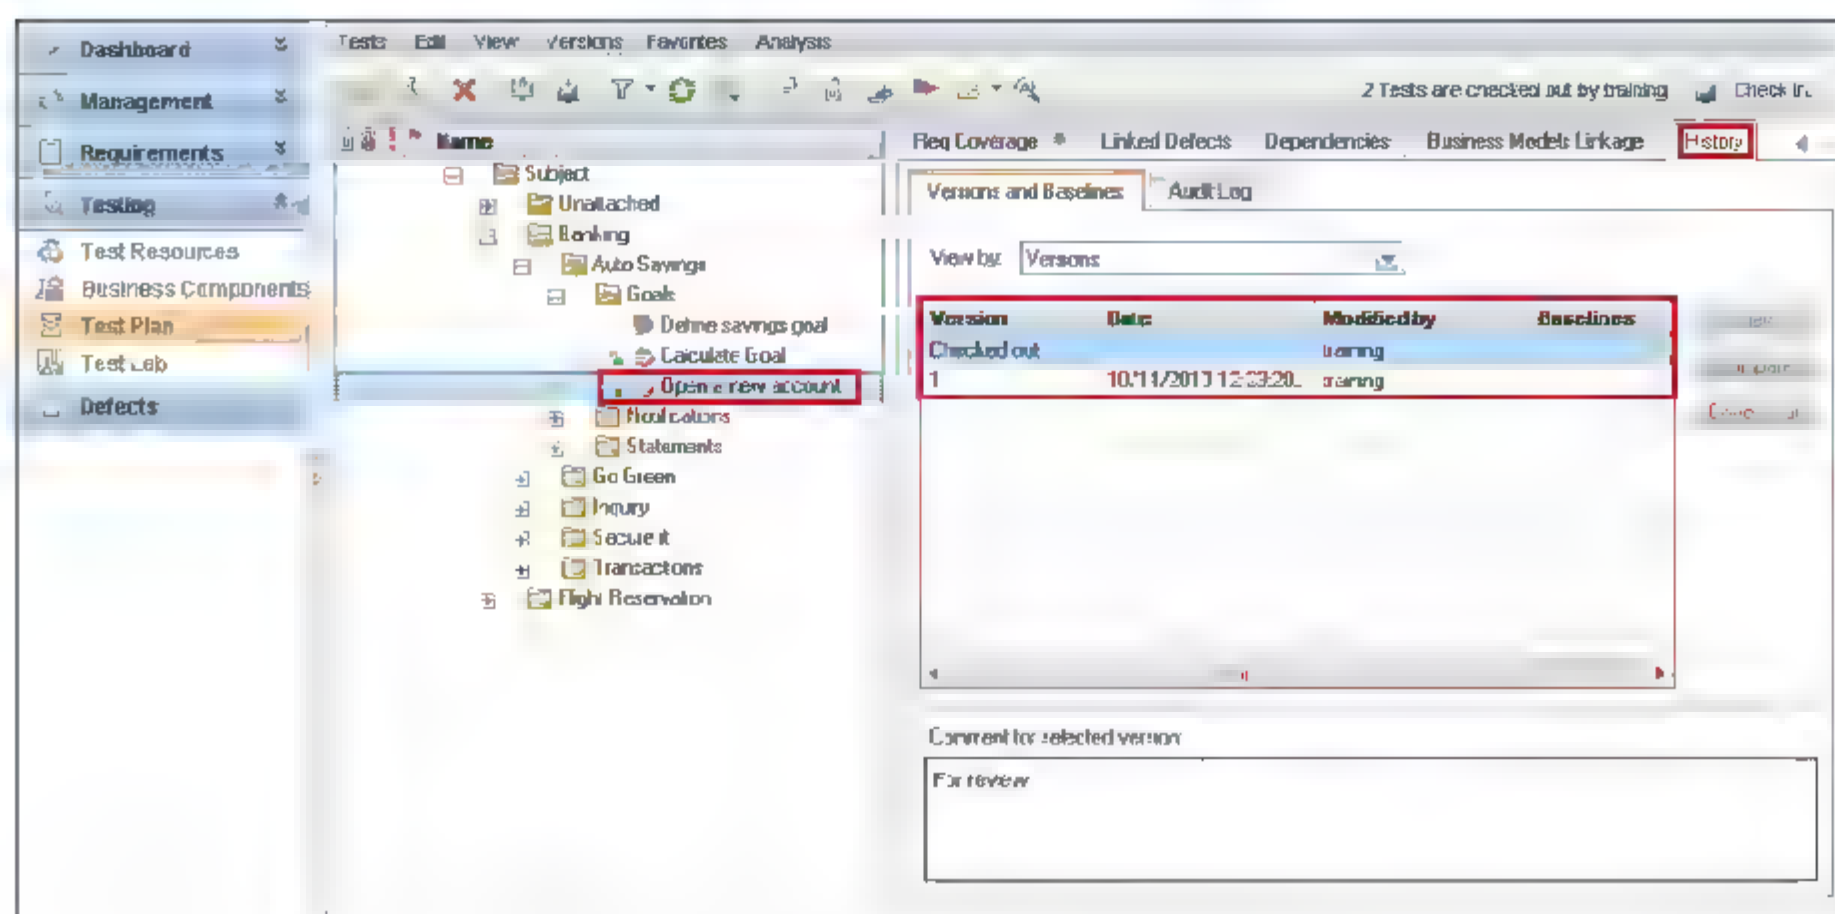 Dashboard
Management
Requirements
Testing
Test Resources
Business Components
Test Plan
Test Lab
Defects
Tests Edit View Versions Favorites Analysis
2 Tests are checked out by training Check In
Name
Subject
Unattached
Banking
Auto Savings
Goals
Define savings goal
Calculate Goal
Open a new account
Notifications
Statements
Go Green
Inquiry
Secure it
Transactions
Flight Reservation
Req Coverage * Linked Defects Dependencies Business Models Linkage History
Versions and Baselines Audit Log
View by: Versions
Version Date Modified by Baselines
Checked out training
1 training
Comment for selected version:
For review